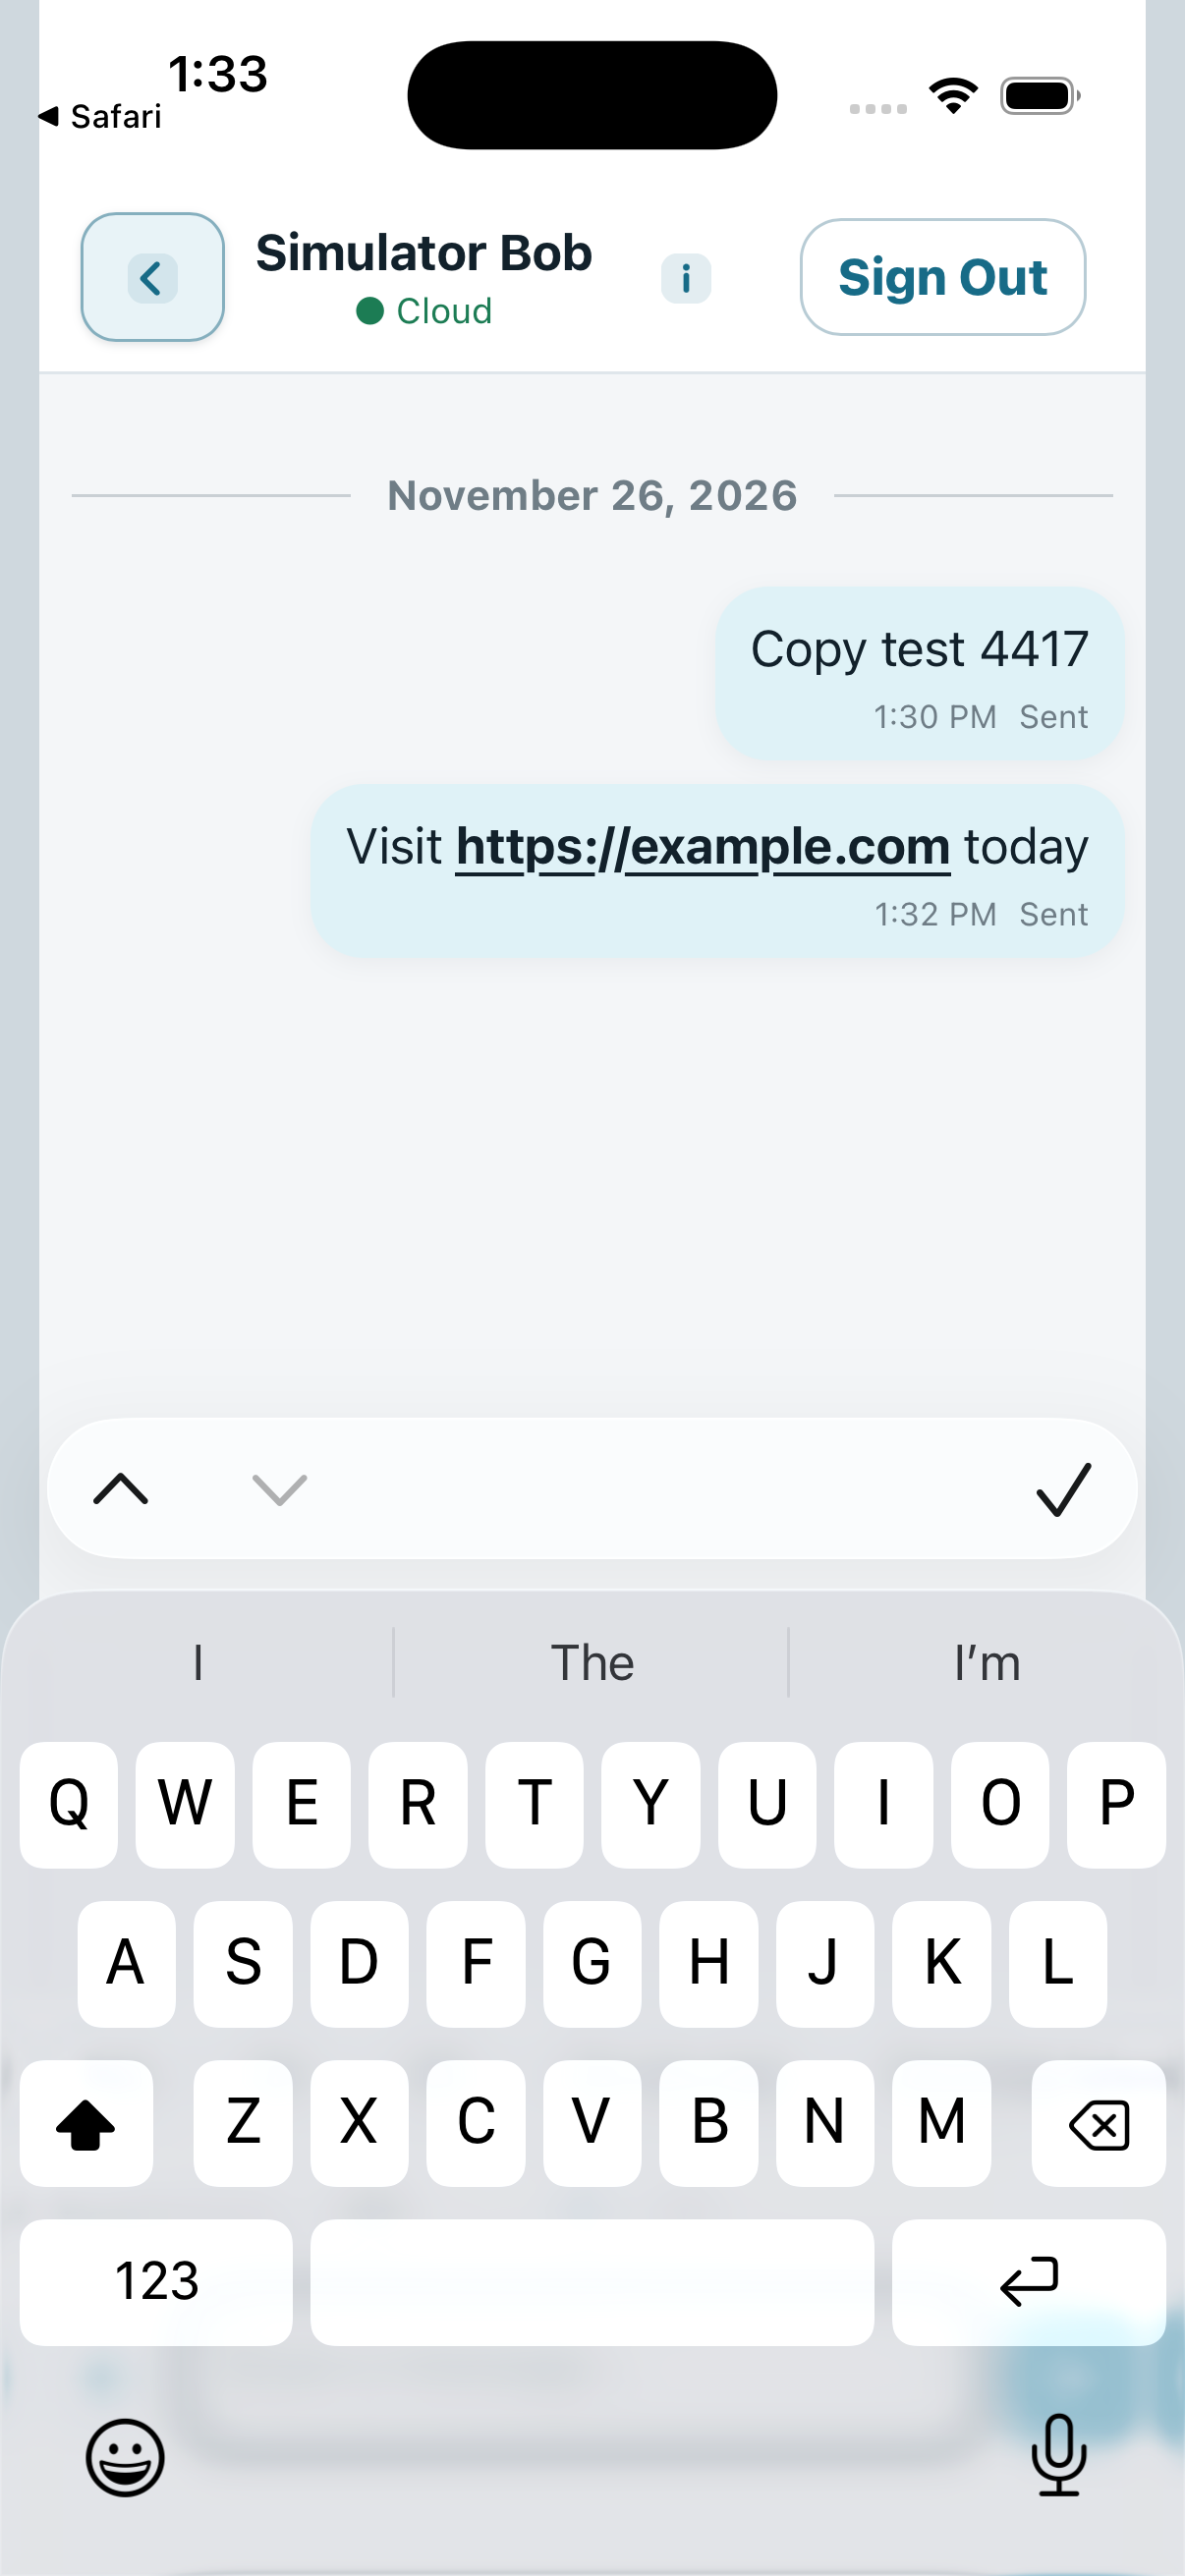 1:33
Safari
Simulator Bob
Cloud
Sign Out
November 26, 2026
Copy test 4417
1:30 PM Sent
Visit https://example.com today
1:32 PM Sent
I The I’m
Q W E R T Y U I O P
A S D F G H J K L
Z X C V B N M
123